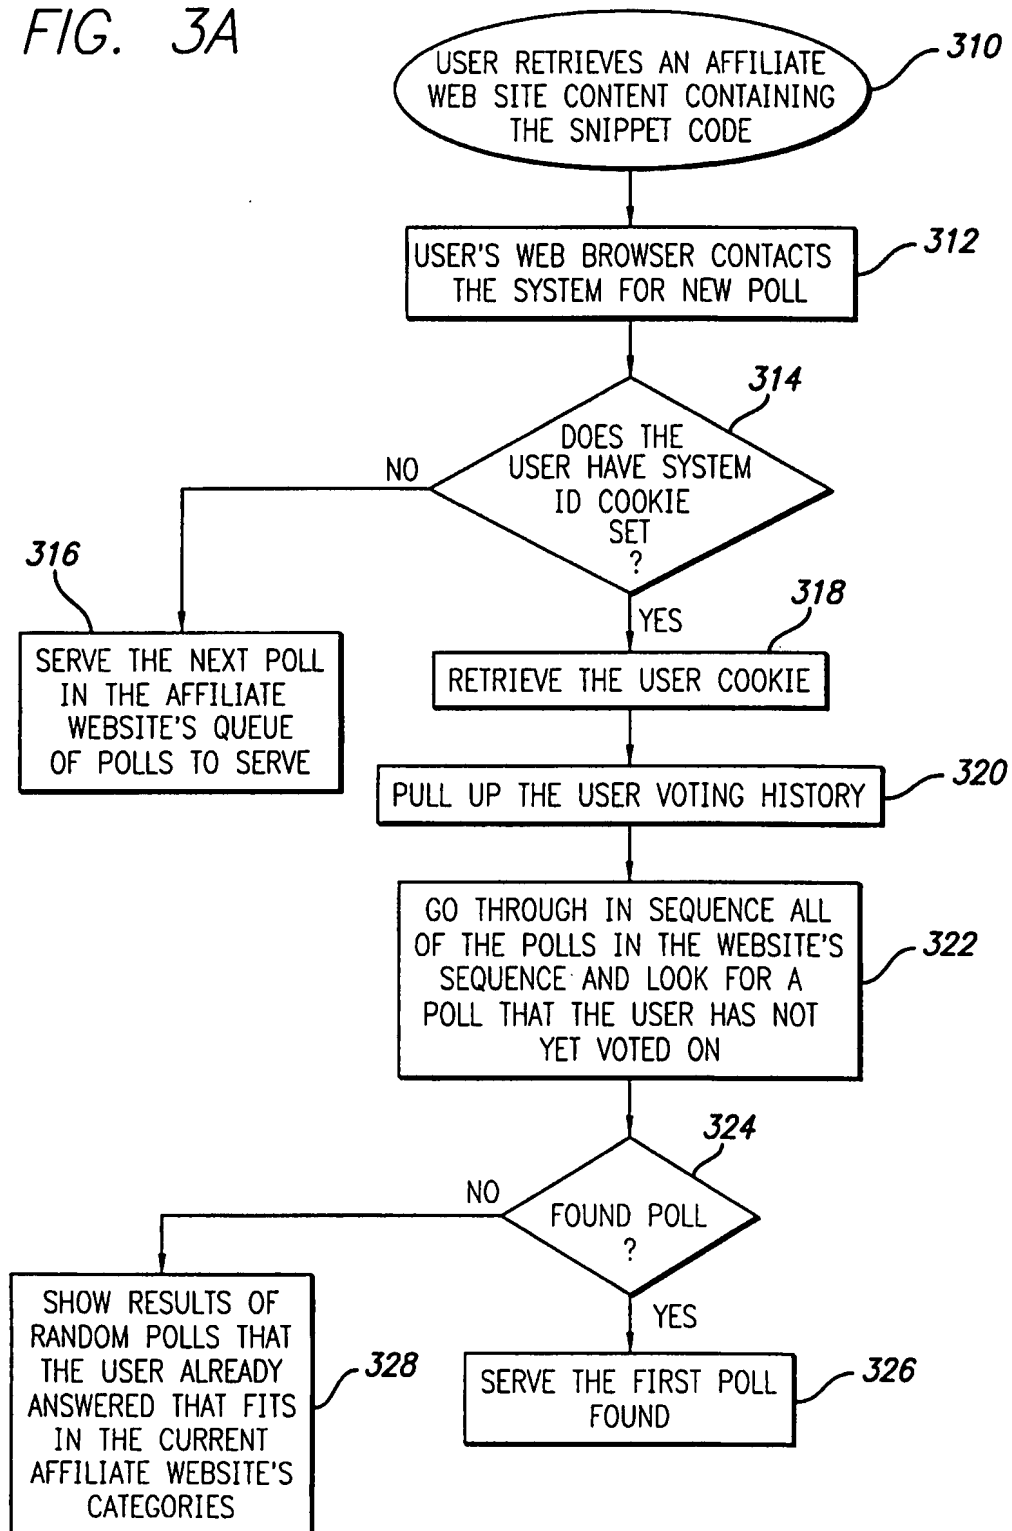 FIG. 3A
USER RETRIEVES AN AFFILIATE
WEB SITE CONTENT CONTAINING
THE SNIPPET CODE
310
USER'S WEB BROWSER CONTACTS
THE SYSTEM FOR NEW POLL
312
314
DOES THE
USER HAVE SYSTEM
ID COOKIE
SET
?
NO
316
YES
318
SERVE THE NEXT POLL
IN THE AFFILIATE
WEBSITE'S QUEUE
OF POLLS TO SERVE
RETRIEVE THE USER COOKIE
PULL UP THE USER VOTING HISTORY
320
GO THROUGH IN SEQUENCE ALL
OF THE POLLS IN THE WEBSITE'S
SEQUENCE AND LOOK FOR A
POLL THAT THE USER HAS NOT
YET VOTED ON
322
324
FOUND POLL
?
NO
YES
SHOW RESULTS OF
RANDOM POLLS THAT
THE USER ALREADY
ANSWERED THAT FITS
IN THE CURRENT
AFFILIATE WEBSITE'S
CATEGORIES
328
SERVE THE FIRST POLL
FOUND
326